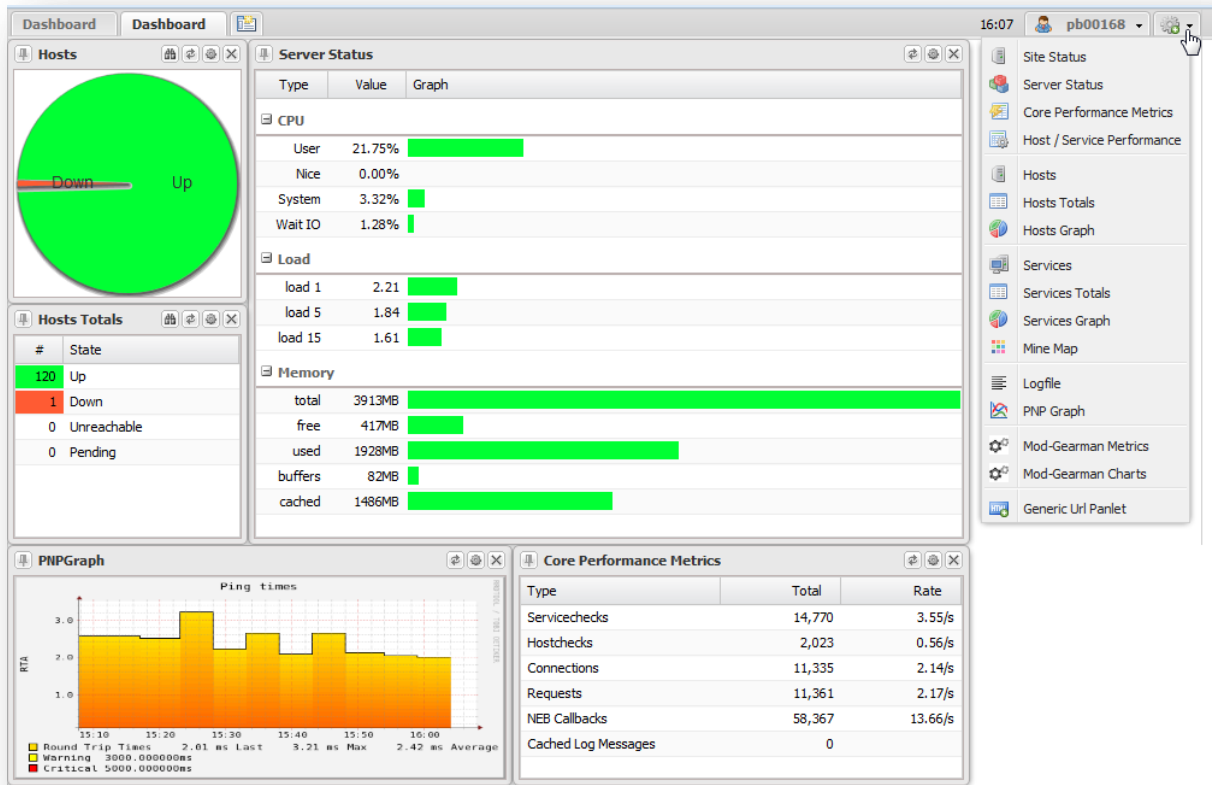 Dashboard Dashboard 16:07 pb00168
Hosts
Down Up
Hosts Totals
# State
120 Up
1 Down
0 Unreachable
0 Pending
Server Status
Type Value Graph
CPU
User 21.75%
Nice 0.00%
System 3.32%
Wait IO 1.28%
Load
load 1 2.21
load 5 1.84
load 15 1.61
Memory
total 3913MB
free 417MB
used 1928MB
buffers 82MB
cached 1486MB
Site Status
Server Status
Core Performance Metrics
Host / Service Performance
Hosts
Hosts Totals
Hosts Graph
Services
Services Totals
Services Graph
Mine Map
Logfile
PNP Graph
Mod-Gearman Metrics
Mod-Gearman Charts
Generic Url Panlet
PNPGraph
Ping times
3.0
2.0
1.0
RTA
15:10 15:20 15:30 15:40 15:50 16:00
Round Trip Times 2.01 ms Last 3.21 ms Max 2.42 ms Average
Warning 3000.000000ms
Critical 5000.000000ms
RRDTOOL / TOBI OETIKER
Core Performance Metrics
Type Total Rate
Servicechecks 14,770 3.55/s
Hostchecks 2,023 0.56/s
Connections 11,335 2.14/s
Requests 11,361 2.17/s
NEB Callbacks 58,367 13.66/s
Cached Log Messages 0